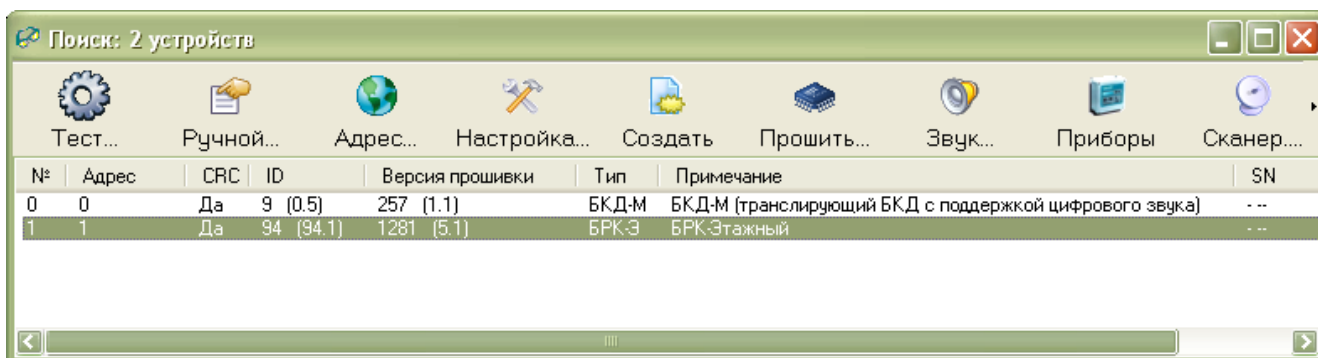 Поиск: 2 устройств
Тест... Ручной... Адрес... Настройка... Создать Прошить... Звук... Приборы Сканер....
№ Адрес CRC ID Версия прошивки Тип Примечание SN
0 0 Да 9 (0.5) 257 (1.1) БКД-М БКД-М (транслирующий БКД с поддержкой цифрового звука) - --
1 1 Да 94 (94.1) 1281 (5.1) БРК-Э БРК-Этажный - --